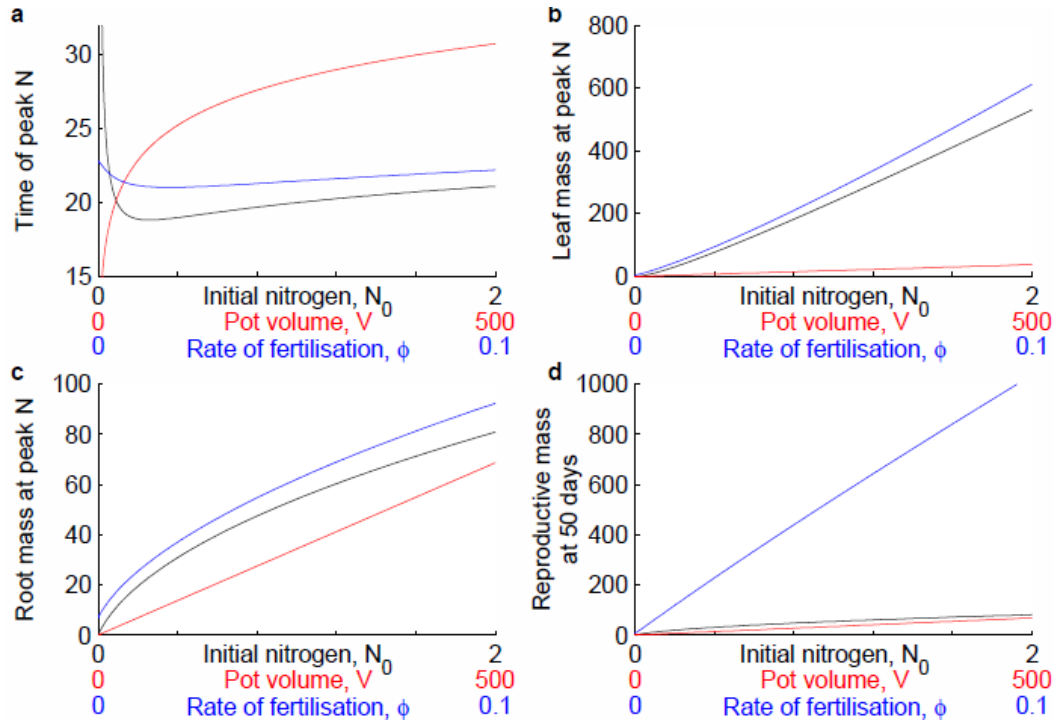 a
Time of peak N
30
25
20
15
0 Initial nitrogen, N0 2
0 Pot volume, V 500
0 Rate of fertilisation, ϕ 0.1
b
Leaf mass at peak N
800
600
400
200
0
0 Initial nitrogen, N0 2
0 Pot volume, V 500
0 Rate of fertilisation, ϕ 0.1
c
Root mass at peak N
100
80
60
40
20
0
0 Initial nitrogen, N0 2
0 Pot volume, V 500
0 Rate of fertilisation, ϕ 0.1
d
Reproductive mass
at 50 days
1000
800
600
400
200
0
0 Initial nitrogen, N0 2
0 Pot volume, V 500
0 Rate of fertilisation, ϕ 0.1